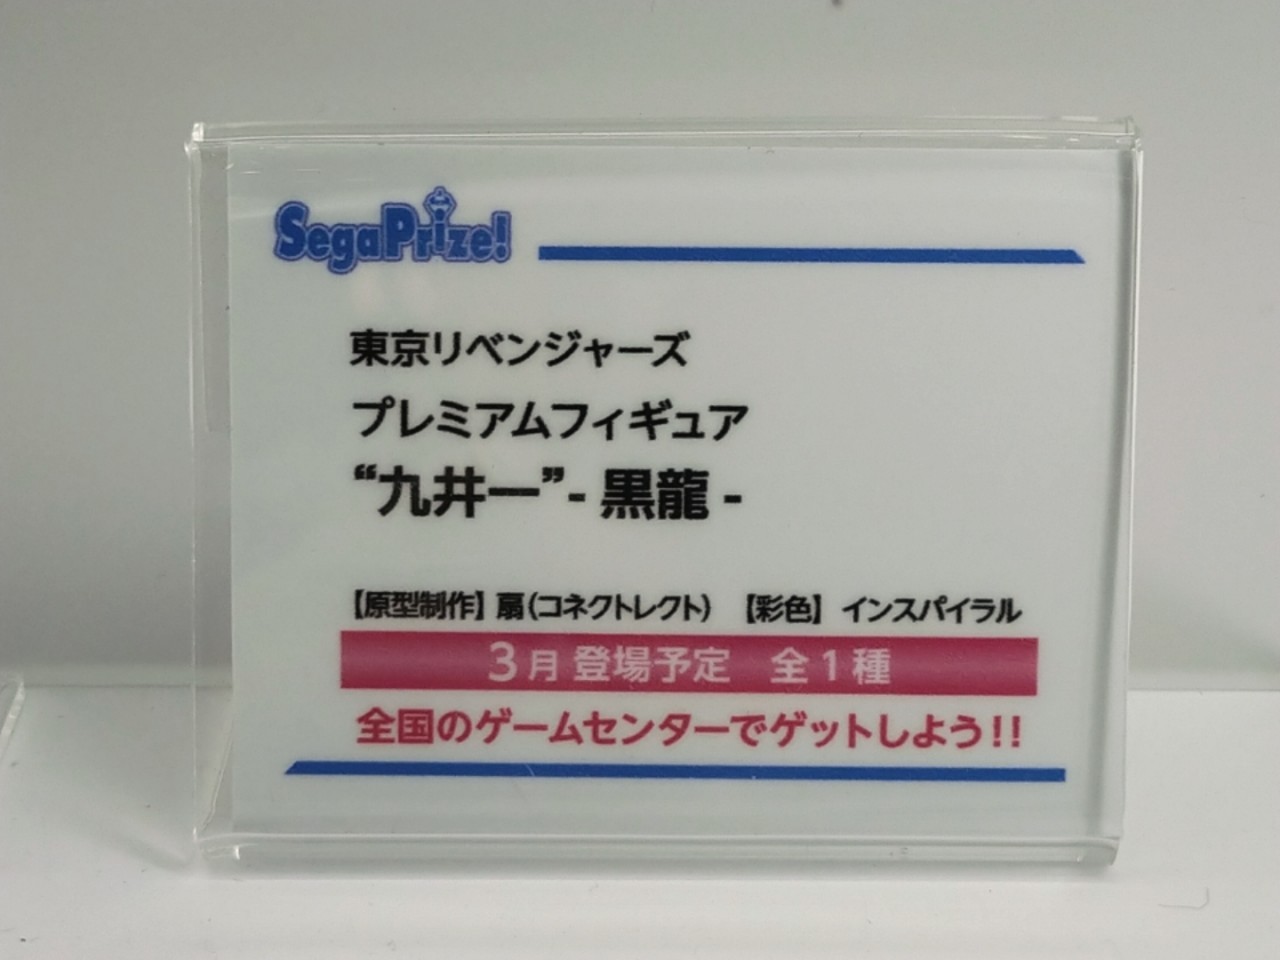 SegaPrize!
東京リベンジャーズ
プレミアムフィギュア
“九井一”- 黒龍 -
【原型制作】扇（コネクトレクト） 【彩色】 インスパイラル
3月 登場予定　全1種
全国のゲームセンターでゲットしよう!!